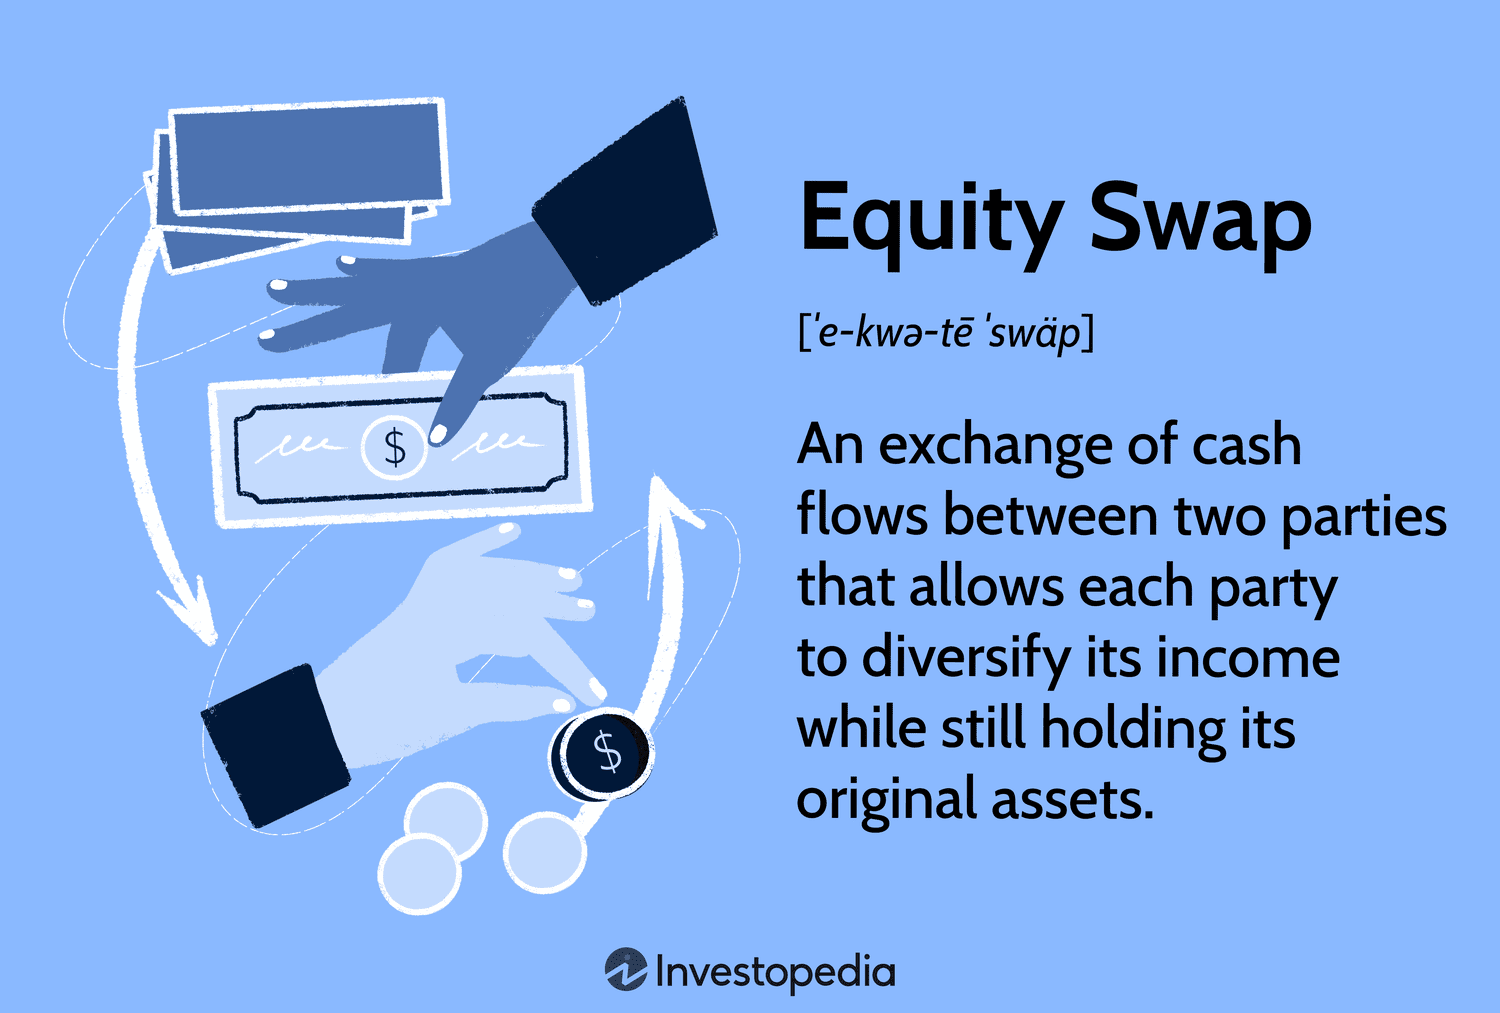 Equity Swap
[ˈe-kwə-tē ˈswäp]
An exchange of cash
flows between two parties
that allows each party
to diversify its income
while still holding its
original assets.
$
$
Investopedia